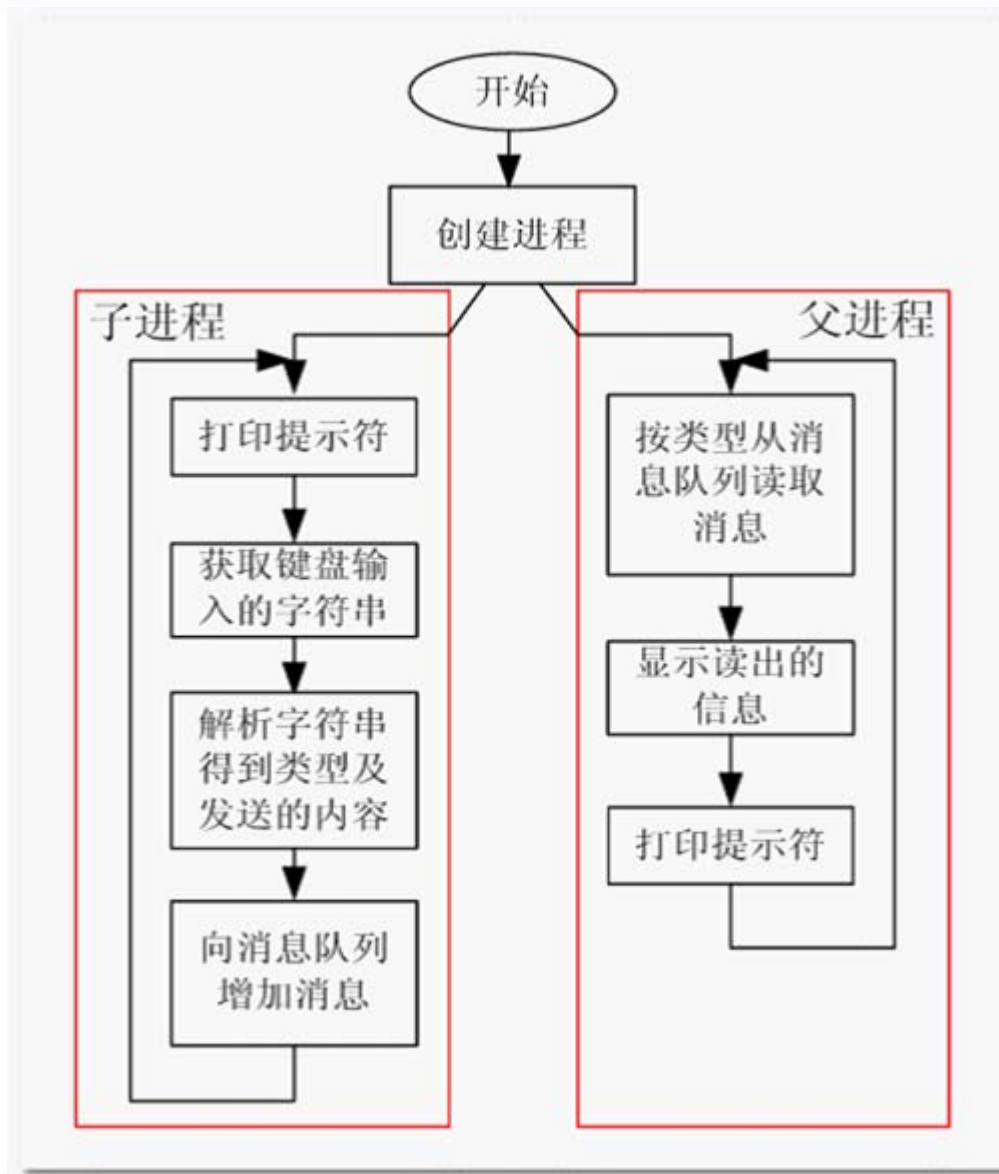 开始
创建进程
子进程
打印提示符
获取键盘输
入的字符串
解析字符串
得到类型及
发送的内容
向消息队列
增加消息
父进程
按类型从消
息队列读取
消息
显示读出的
信息
打印提示符